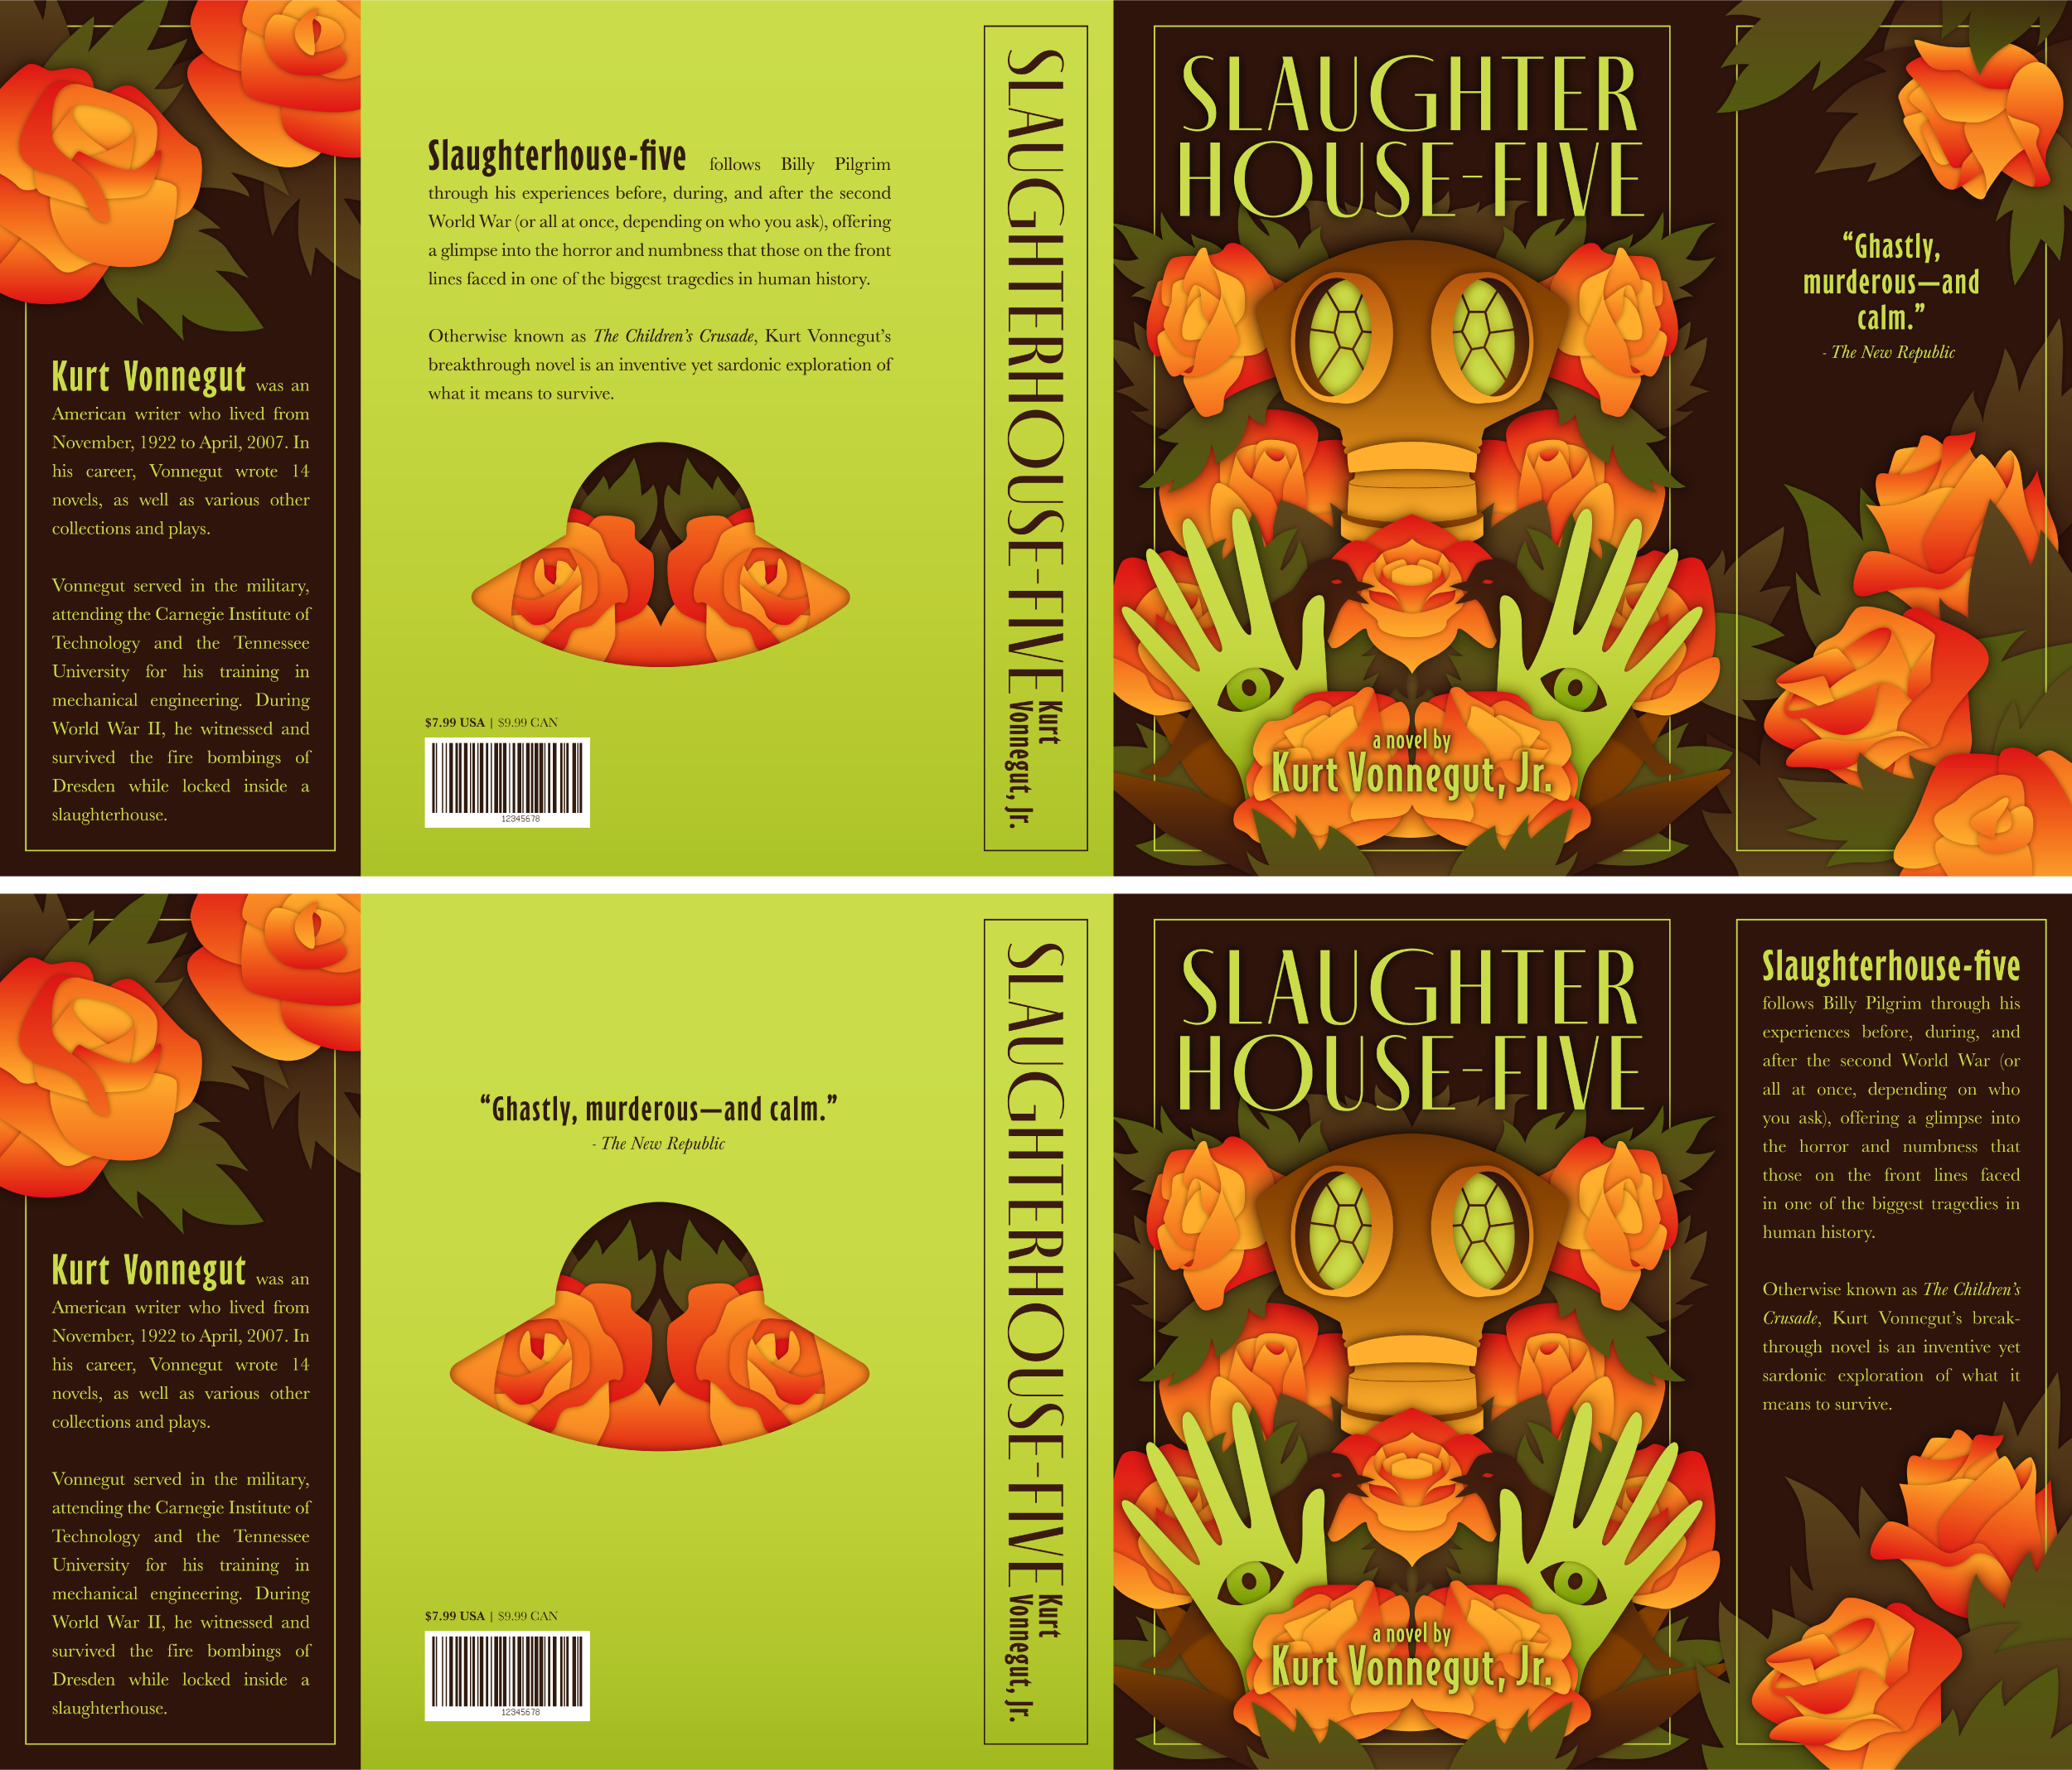 Kurt Vonnegut was an
American writer who lived from
November, 1922 to April, 2007. In
his career, Vonnegut wrote 14
novels, as well as various other
collections and plays.
Vonnegut served in the military,
attending the Carnegie Institute of
Technology and the Tennessee
University for his training in
mechanical engineering. During
World War II, he witnessed and
survived the fire bombings of
Dresden while locked inside a
slaughterhouse.
Slaughterhouse-five follows Billy Pilgrim
through his experiences before, during, and after the second
World War (or all at once, depending on who you ask), offering
a glimpse into the horror and numbness that those on the front
lines faced in one of the biggest tragedies in human history.
Otherwise known as The Children's Crusade, Kurt Vonnegut's
breakthrough novel is an inventive yet sardonic exploration of
what it means to survive.
$7.99 USA | $9.99 CAN
12345678
SLAUGHTERHOUSE-FIVE
Kurt
Vonnegut, Jr.
SLAUGHTER
HOUSE-FIVE
a novel by
Kurt Vonnegut, Jr.
“Ghastly,
murderous—and
calm.”
- The New Republic
Kurt Vonnegut was an
American writer who lived from
November, 1922 to April, 2007. In
his career, Vonnegut wrote 14
novels, as well as various other
collections and plays.
Vonnegut served in the military,
attending the Carnegie Institute of
Technology and the Tennessee
University for his training in
mechanical engineering. During
World War II, he witnessed and
survived the fire bombings of
Dresden while locked inside a
slaughterhouse.
“Ghastly, murderous—and calm.”
- The New Republic
$7.99 USA | $9.99 CAN
12345678
SLAUGHTERHOUSE-FIVE
Kurt
Vonnegut, Jr.
SLAUGHTER
HOUSE-FIVE
a novel by
Kurt Vonnegut, Jr.
Slaughterhouse-five
follows Billy Pilgrim through his
experiences before, during, and
after the second World War (or
all at once, depending on who
you ask), offering a glimpse into
the horror and numbness that
those on the front lines faced
in one of the biggest tragedies in
human history.
Otherwise known as The Children's
Crusade, Kurt Vonnegut's break-
through novel is an inventive yet
sardonic exploration of what it
means to survive.